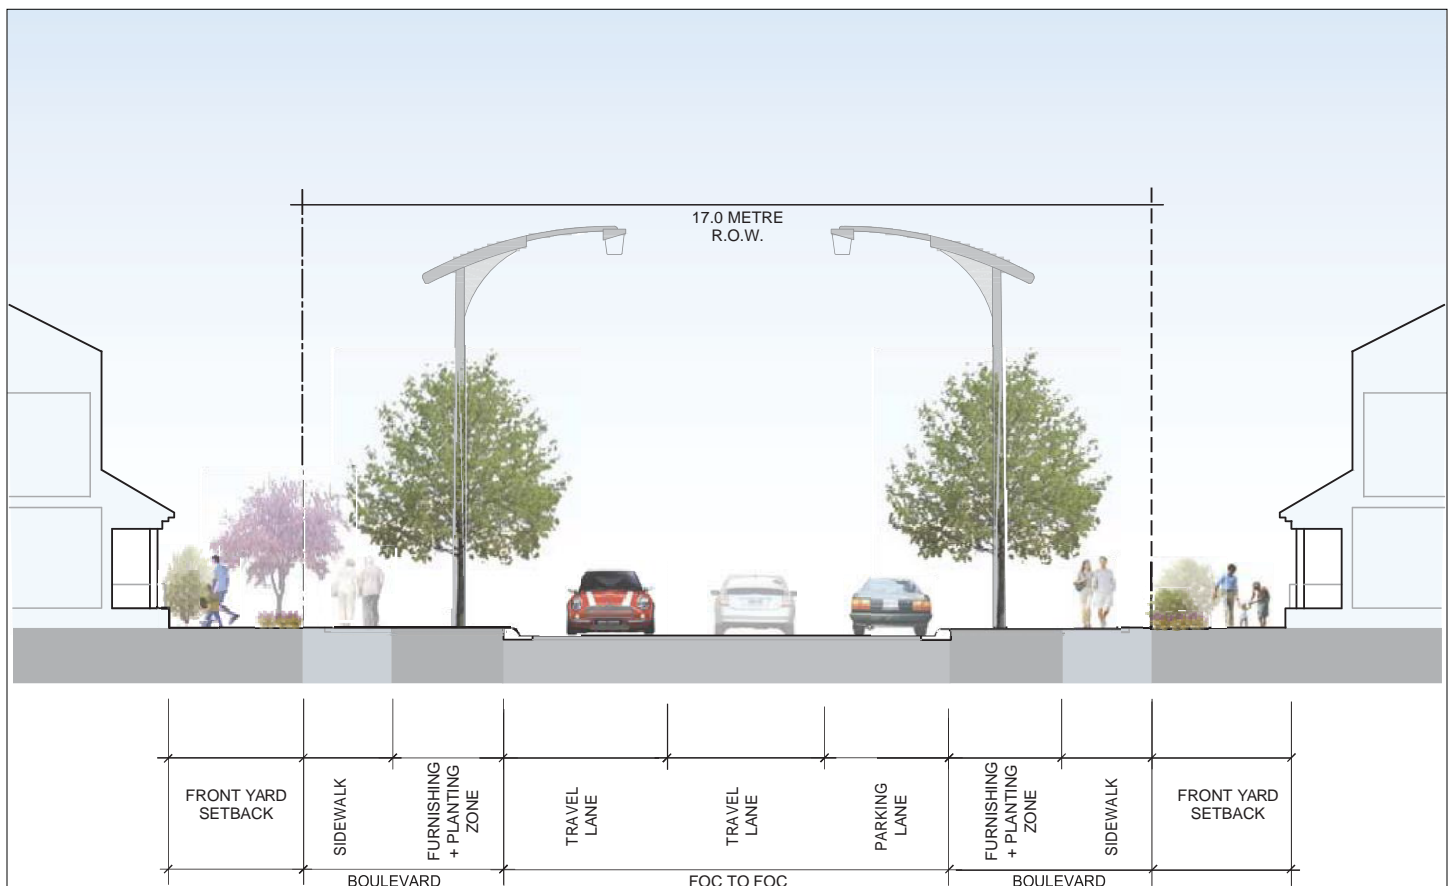 17.0 METRE
R.O.W.
FRONT YARD
SETBACK
SIDEWALK
FURNISHING
+ PLANTING
ZONE
TRAVEL
LANE
TRAVEL
LANE
PARKING
LANE
FURNISHING
+ PLANTING
ZONE
SIDEWALK
FRONT YARD
SETBACK
BOULEVARD
FOC TO FOC
BOULEVARD